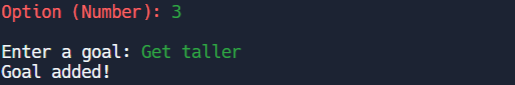 Option (Number): 3
Enter a goal: Get taller
Goal added!